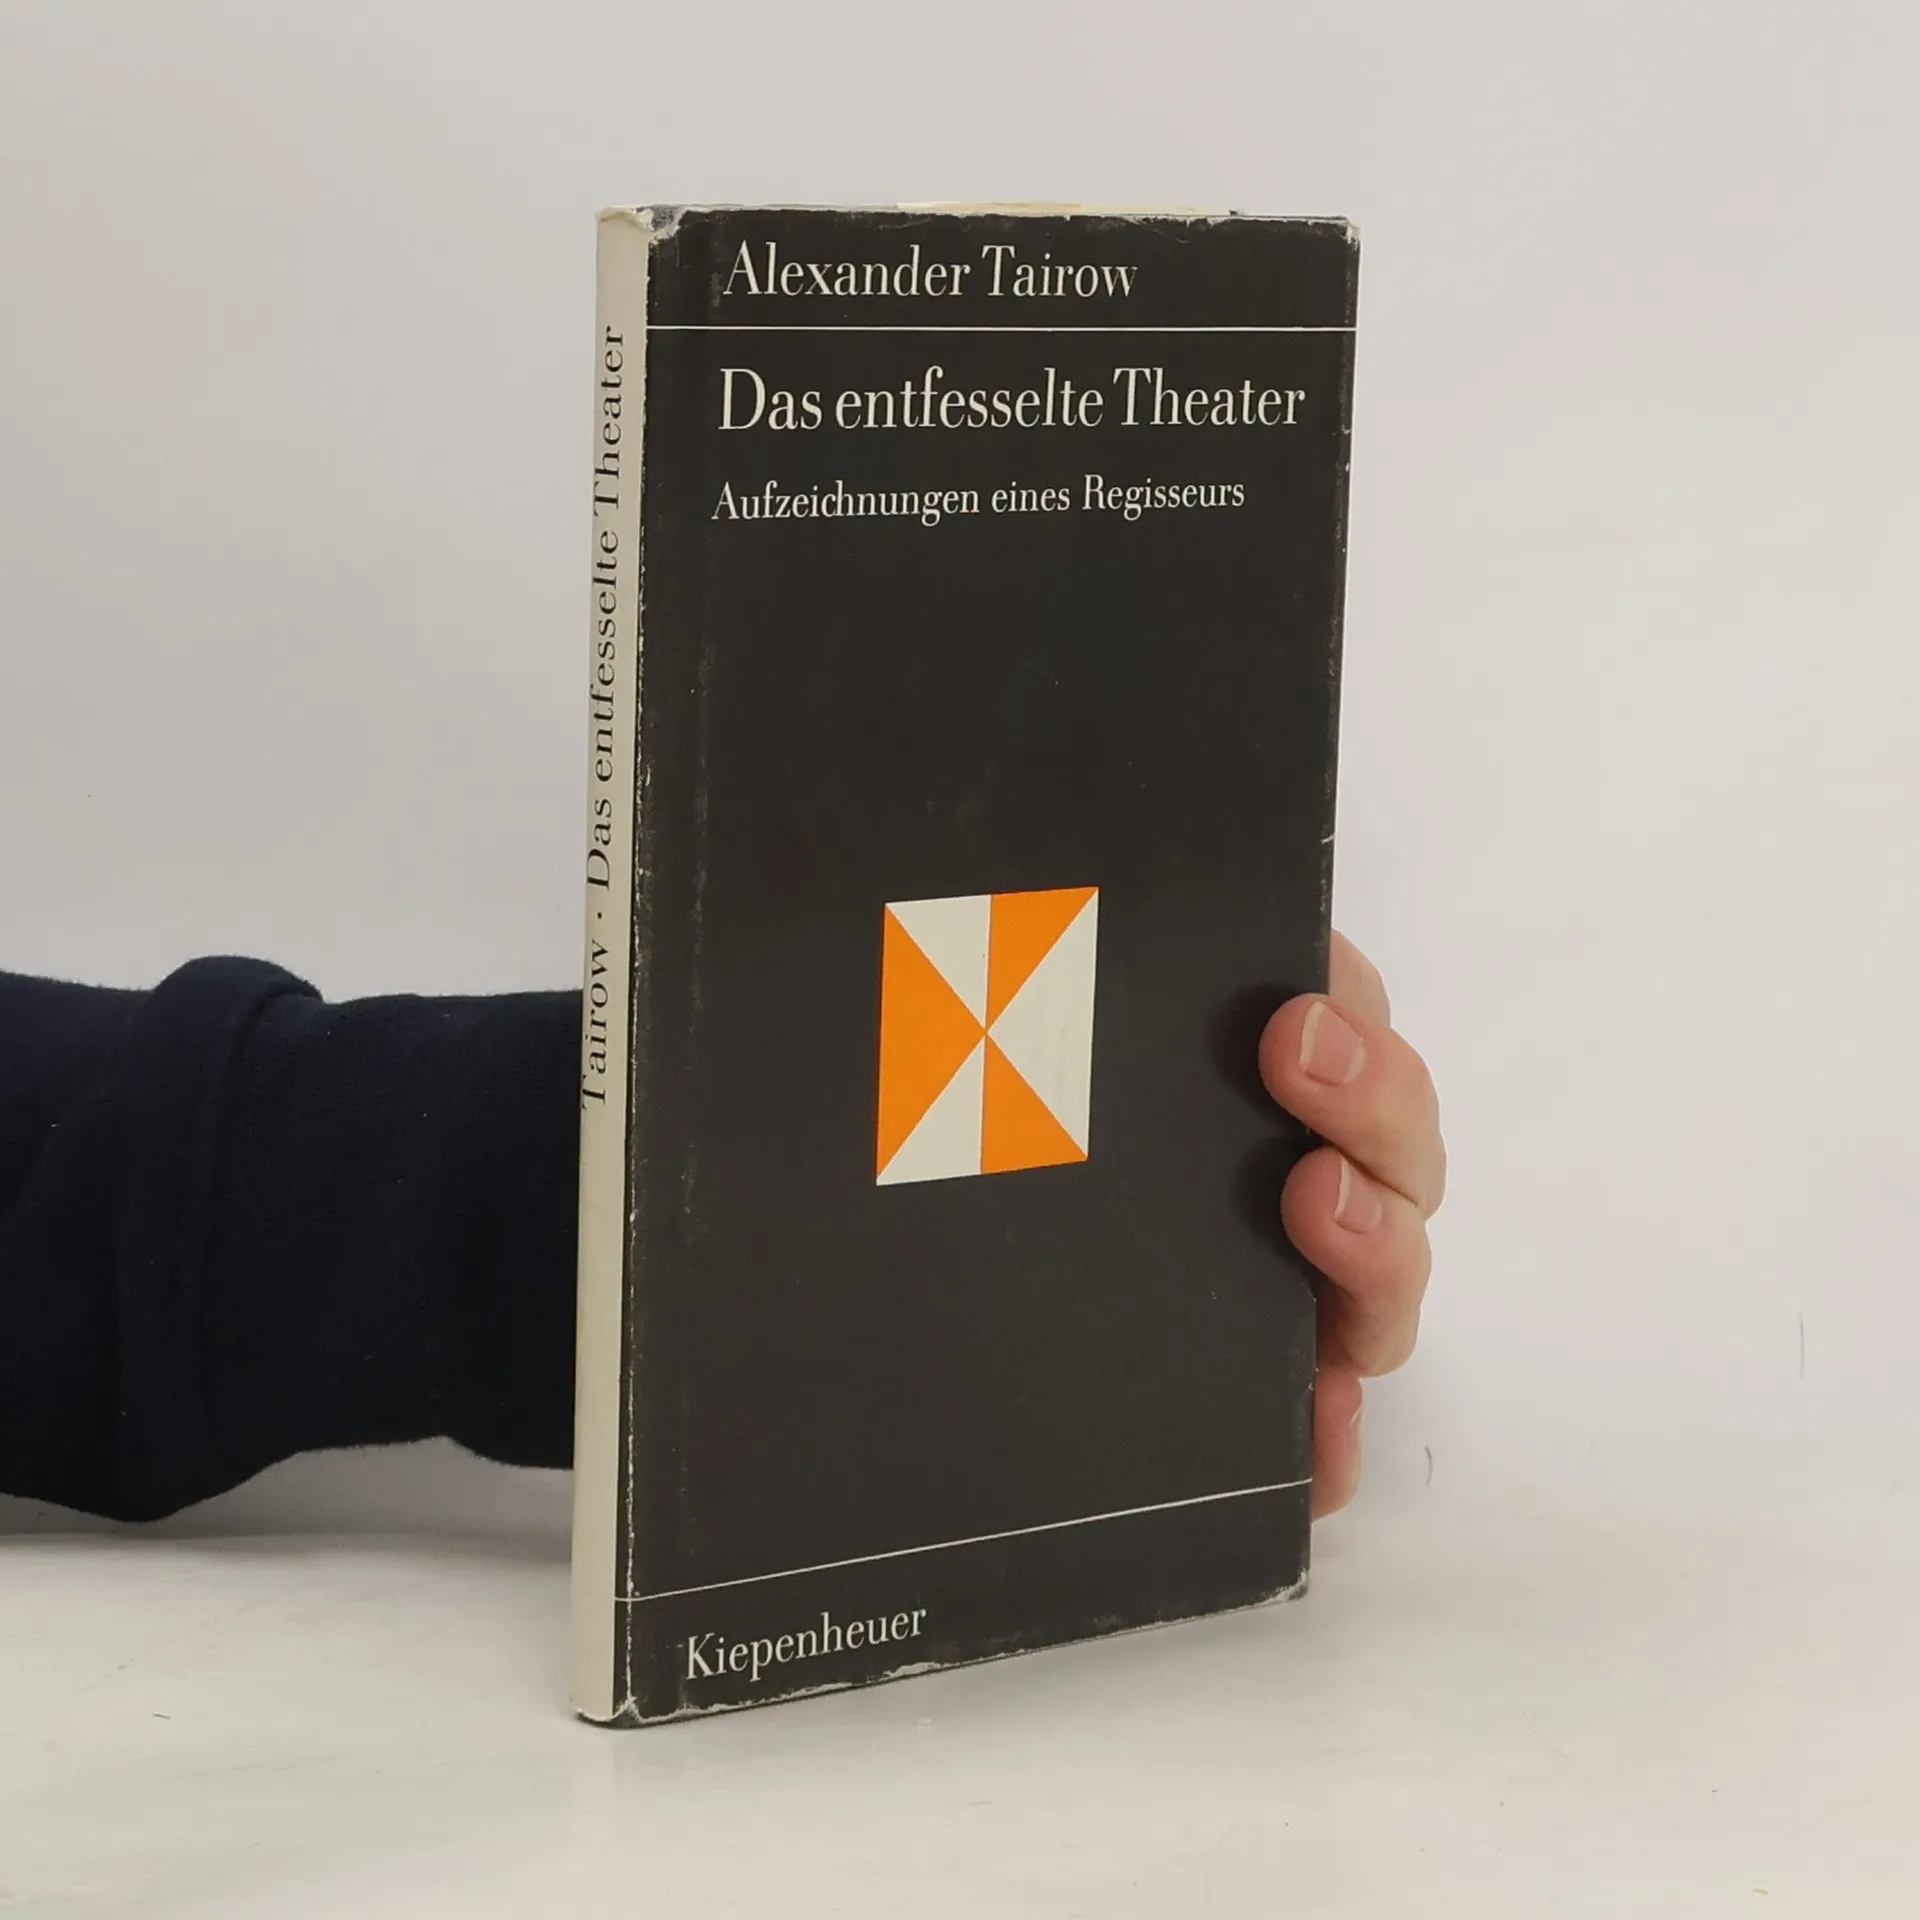 Alexander Tairow
Das entfesselte Theater
Aufzeichnungen eines Regisseurs
Kiepenheuer
Tairow · Das entfesselte Theater